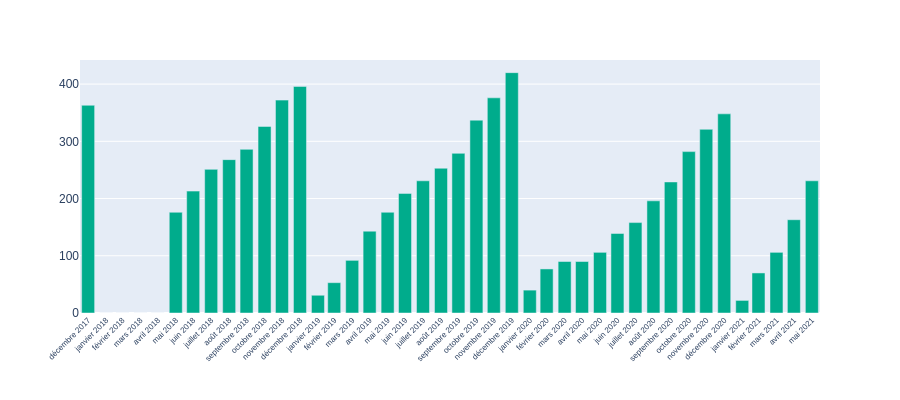 400
300
200
100
0
décembre 2017
janvier 2018
février 2018
mars 2018
avril 2018
mai 2018
juin 2018
juillet 2018
août 2018
septembre 2018
octobre 2018
novembre 2018
décembre 2018
janvier 2019
février 2019
mars 2019
avril 2019
mai 2019
juin 2019
juillet 2019
août 2019
septembre 2019
octobre 2019
novembre 2019
décembre 2019
janvier 2020
février 2020
mars 2020
avril 2020
mai 2020
juin 2020
juillet 2020
août 2020
septembre 2020
octobre 2020
novembre 2020
décembre 2020
janvier 2021
février 2021
mars 2021
avril 2021
mai 2021